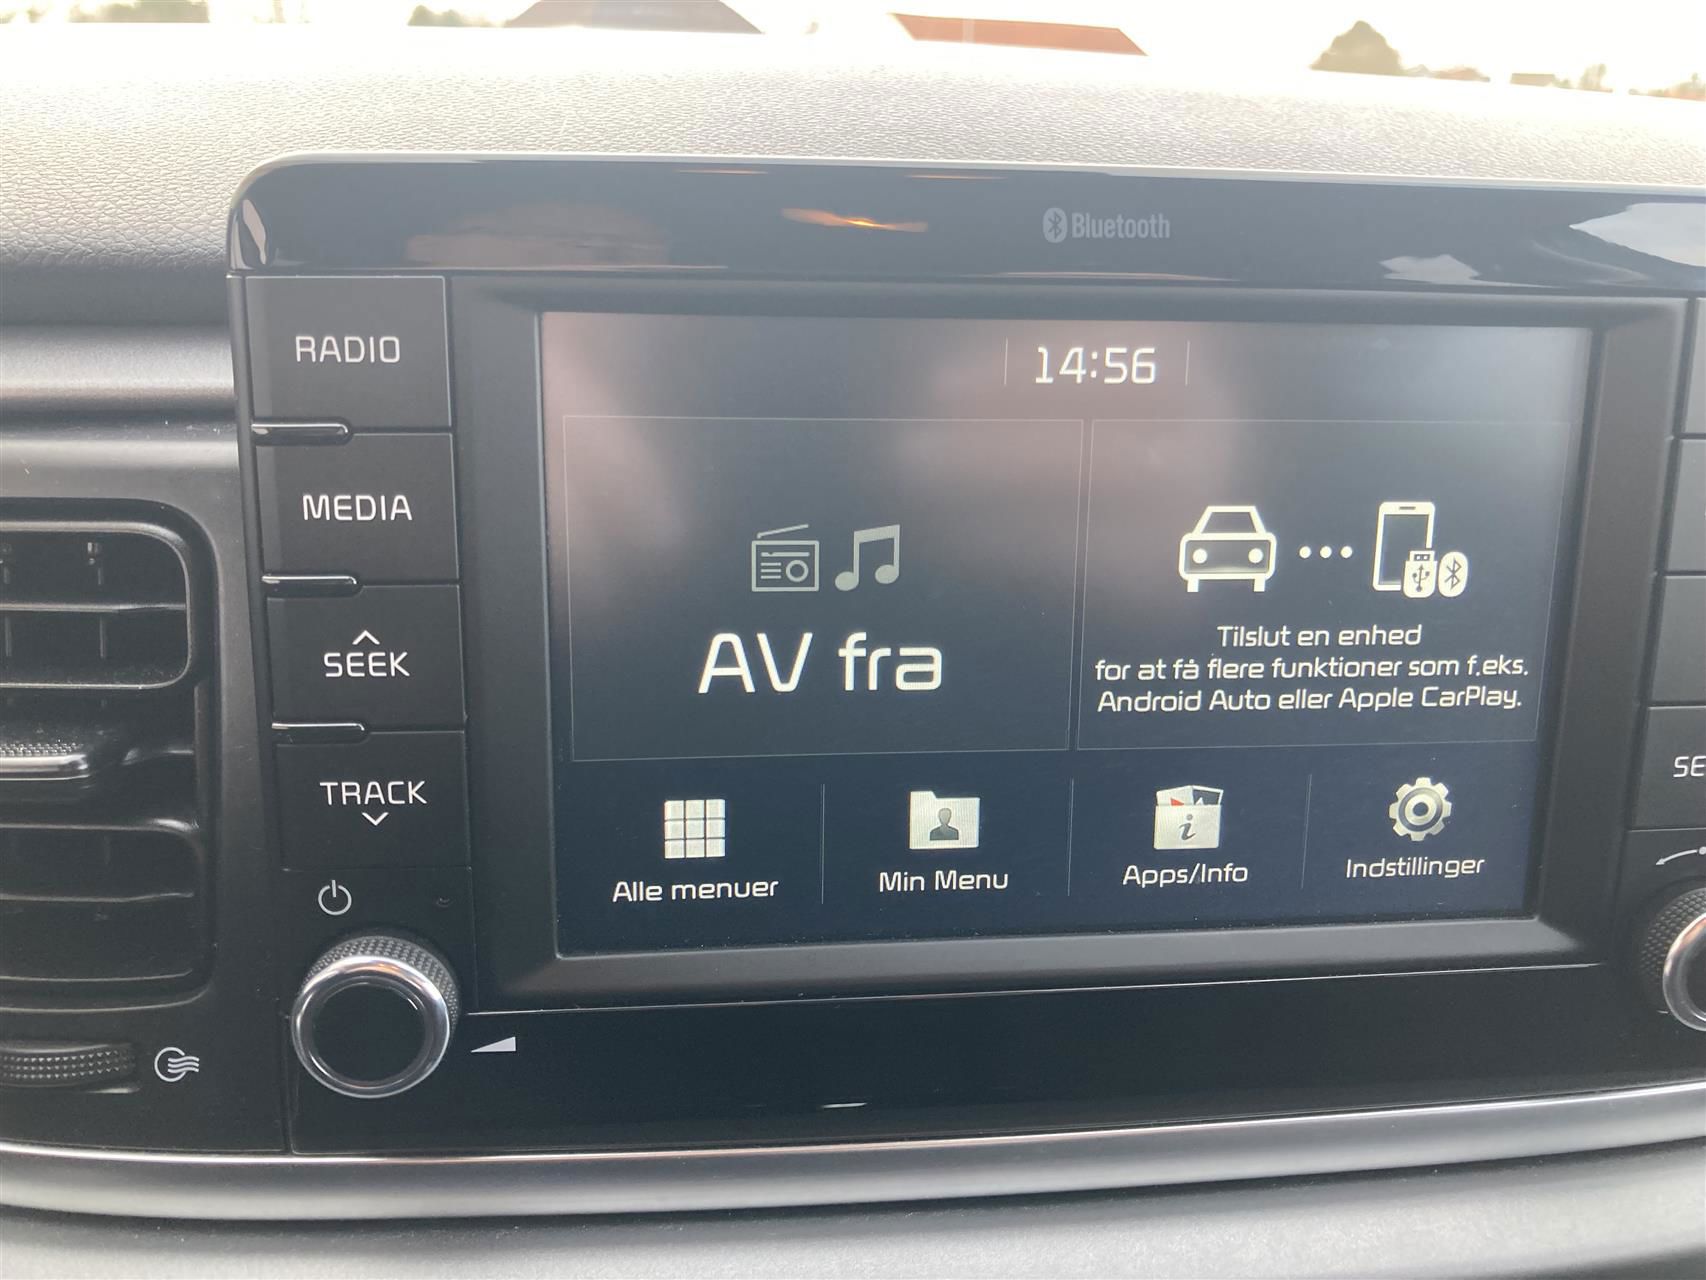 Bluetooth
RADIO
MEDIA
SEEK
TRACK
14:56
AV fra
Tilslut en enhed
for at få flere funktioner som f.eks.
Android Auto eller Apple CarPlay.
Alle menuer
Min Menu
Apps/Info
Indstillinger